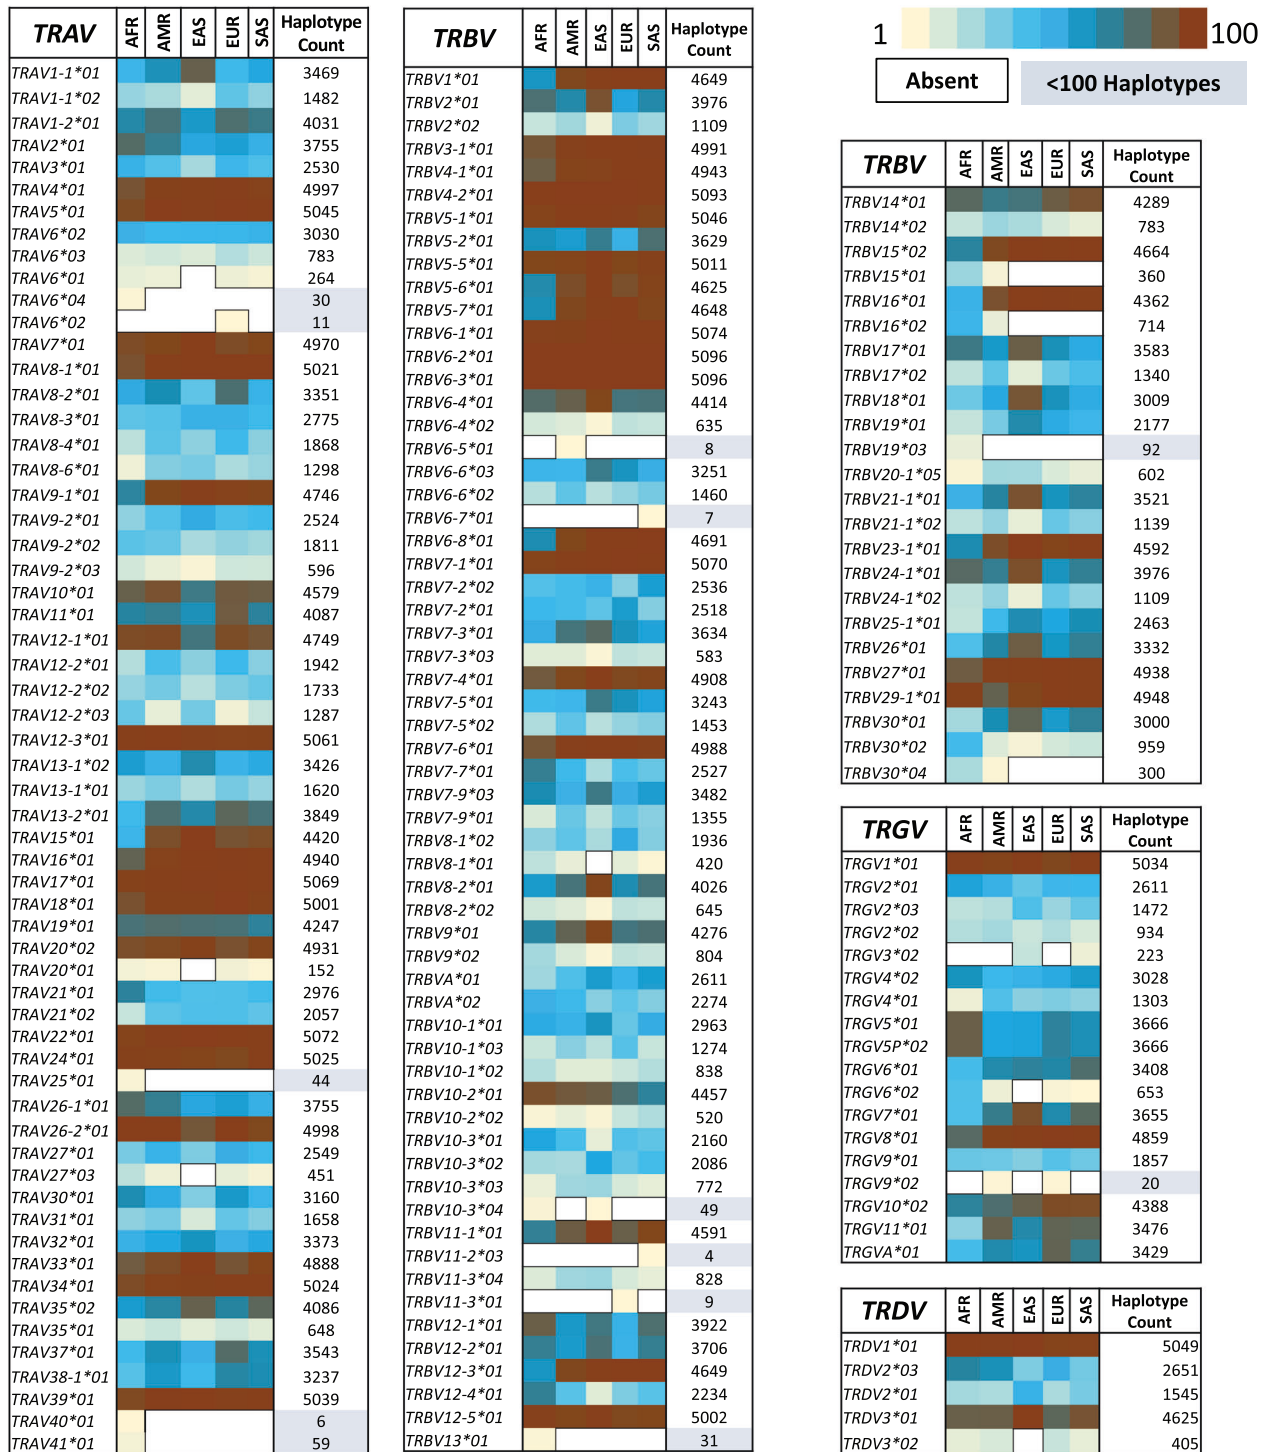 TRAV AFR AMR EAS EUR SAS Haplotype Count
TRAV1-1*01 3469
TRAV1-1*02 1482
TRAV1-2*01 4031
TRAV2*01 3755
TRAV3*01 2530
TRAV4*01 4997
TRAV5*01 5045
TRAV6*02 3030
TRAV6*03 783
TRAV6*01 264
TRAV6*04 30
TRAV6*02 11
TRAV7*01 4970
TRAV8-1*01 5021
TRAV8-2*01 3351
TRAV8-3*01 2775
TRAV8-4*01 1868
TRAV8-6*01 1298
TRAV9-1*01 4746
TRAV9-2*01 2524
TRAV9-2*02 1811
TRAV9-2*03 596
TRAV10*01 4579
TRAV11*01 4087
TRAV12-1*01 4749
TRAV12-2*01 1942
TRAV12-2*02 1733
TRAV12-2*03 1287
TRAV12-3*01 5061
TRAV13-1*02 3426
TRAV13-1*01 1620
TRAV13-2*01 3849
TRAV15*01 4420
TRAV16*01 4940
TRAV17*01 5069
TRAV18*01 5001
TRAV19*01 4247
TRAV20*02 4931
TRAV20*01 152
TRAV21*01 2976
TRAV21*02 2057
TRAV22*01 5072
TRAV24*01 5025
TRAV25*01 44
TRAV26-1*01 3755
TRAV26-2*01 4998
TRAV27*01 2549
TRAV27*03 451
TRAV30*01 3160
TRAV31*01 1658
TRAV32*01 3373
TRAV33*01 4888
TRAV34*01 5024
TRAV35*02 4086
TRAV35*01 648
TRAV37*01 3543
TRAV38-1*01 3237
TRAV39*01 5039
TRAV40*01 6
TRAV41*01 59
TRBV AFR AMR EAS EUR SAS Haplotype Count
TRBV1*01 4649
TRBV2*01 3976
TRBV2*02 1109
TRBV3-1*01 4991
TRBV4-1*01 4943
TRBV4-2*01 5093
TRBV5-1*01 5046
TRBV5-2*01 3629
TRBV5-5*01 5011
TRBV5-6*01 4625
TRBV5-7*01 4648
TRBV6-1*01 5074
TRBV6-2*01 5096
TRBV6-3*01 5096
TRBV6-4*01 4414
TRBV6-4*02 635
TRBV6-5*01 8
TRBV6-6*03 3251
TRBV6-6*02 1460
TRBV6-7*01 7
TRBV6-8*01 4691
TRBV7-1*01 5070
TRBV7-2*02 2536
TRBV7-2*01 2518
TRBV7-3*01 3634
TRBV7-3*03 583
TRBV7-4*01 4908
TRBV7-5*01 3243
TRBV7-5*02 1453
TRBV7-6*01 4988
TRBV7-7*01 2527
TRBV7-9*03 3482
TRBV7-9*01 1355
TRBV8-1*02 1936
TRBV8-1*01 420
TRBV8-2*01 4026
TRBV8-2*02 645
TRBV9*01 4276
TRBV9*02 804
TRBVA*01 2611
TRBVA*02 2274
TRBV10-1*01 2963
TRBV10-1*03 1274
TRBV10-1*02 838
TRBV10-2*01 4457
TRBV10-2*02 520
TRBV10-3*01 2160
TRBV10-3*02 2086
TRBV10-3*03 772
TRBV10-3*04 49
TRBV11-1*01 4591
TRBV11-2*03 4
TRBV11-3*04 828
TRBV11-3*01 9
TRBV12-1*01 3922
TRBV12-2*01 3706
TRBV12-3*01 4649
TRBV12-4*01 2234
TRBV12-5*01 5002
TRBV13*01 31
1 100
Absent <100 Haplotypes
TRBV AFR AMR EAS EUR SAS Haplotype Count
TRBV14*01 4289
TRBV14*02 783
TRBV15*02 4664
TRBV15*01 360
TRBV16*01 4362
TRBV16*02 714
TRBV17*01 3583
TRBV17*02 1340
TRBV18*01 3009
TRBV19*01 2177
TRBV19*03 92
TRBV20-1*05 602
TRBV21-1*01 3521
TRBV21-1*02 1139
TRBV23-1*01 4592
TRBV24-1*01 3976
TRBV24-1*02 1109
TRBV25-1*01 2463
TRBV26*01 3332
TRBV27*01 4938
TRBV29-1*01 4948
TRBV30*01 3000
TRBV30*02 959
TRBV30*04 300
TRGV AFR AMR EAS EUR SAS Haplotype Count
TRGV1*01 5034
TRGV2*01 2611
TRGV2*03 1472
TRGV2*02 934
TRGV3*02 223
TRGV4*02 3028
TRGV4*01 1303
TRGV5*01 3666
TRGV5P*02 3666
TRGV6*01 3408
TRGV6*02 653
TRGV7*01 3655
TRGV8*01 4859
TRGV9*01 1857
TRGV9*02 20
TRGV10*02 4388
TRGV11*01 3476
TRGVA*01 3429
TRDV AFR AMR EAS EUR SAS Haplotype Count
TRDV1*01 5049
TRDV2*03 2651
TRDV2*01 1545
TRDV3*01 4625
TRDV3*02 405